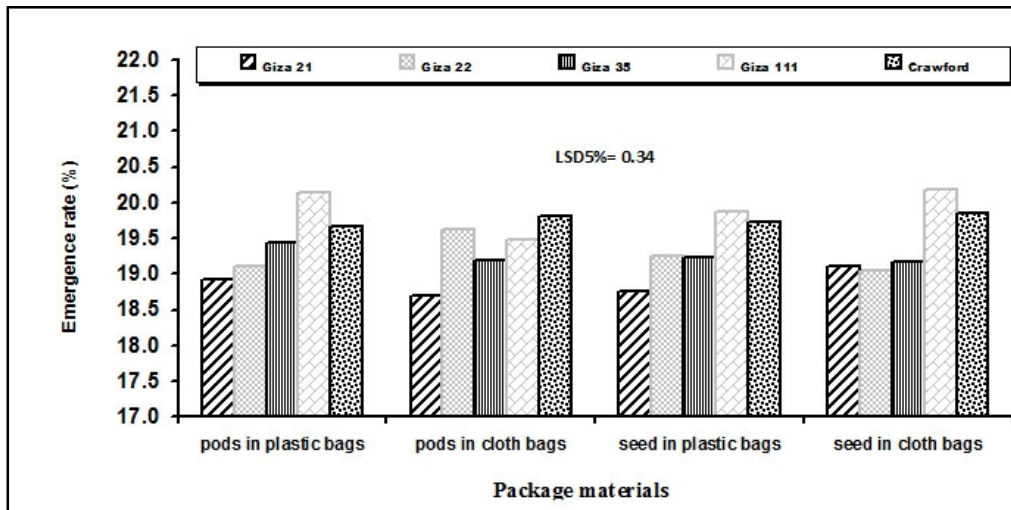 Emergence rate (%)
22.0
21.5
21.0
20.5
20.0
19.5
19.0
18.5
18.0
17.5
17.0
Giza 21 Giza 22 Giza 35 Giza 111 Crawford
LSD5%= 0.34
pods in plastic bags pods in cloth bags seed in plastic bags seed in cloth bags
Package materials